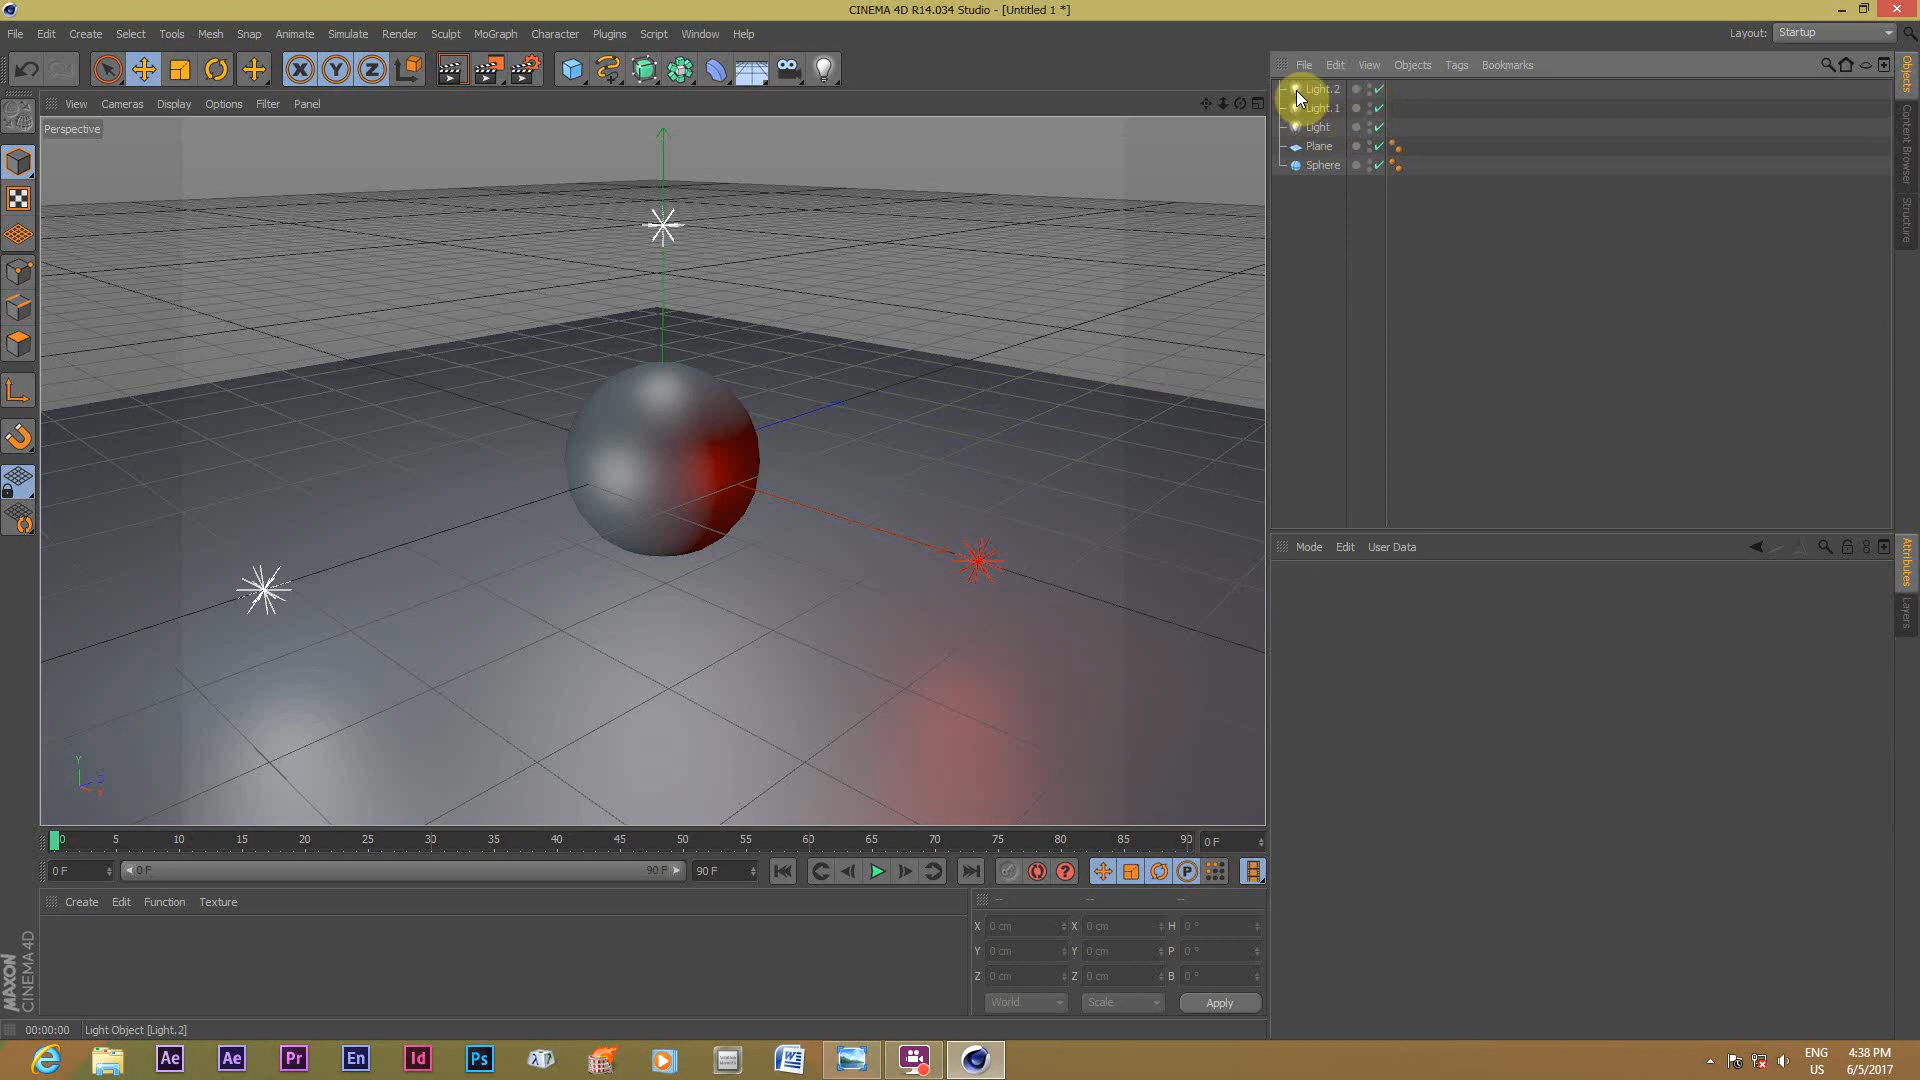 CINEMA 4D R14.034 Studio - [Untitled 1 *]
File Edit Create Select Tools Mesh Snap Animate Simulate Render Sculpt MoGraph Character Plugins Script Window Help
Layout: Startup
X Y Z
File Edit View Objects Tags Bookmarks
View Cameras Display Options Filter Panel
Perspective
Light.2
Light.1
Light
Plane
Sphere
Objects
Content Browser
Structure
Mode Edit User Data
Attributes
Layers
Y
0 5 10 15 20 25 30 35 40 45 50 55 60 65 70 75 80 85 90 0 F
0 F 0 F 90 F 90 F
Create Edit Function Texture
-- -- --
X 0 cm X 0 cm H 0 °
Y 0 cm Y 0 cm P 0 °
Z 0 cm Z 0 cm B 0 °
World Scale Apply
MAXON
CINEMA 4D
00:00:00 Light Object [Light.2]
Ae Ae Pr En Id Ps
ENG 4:38 PM
US 6/5/2017